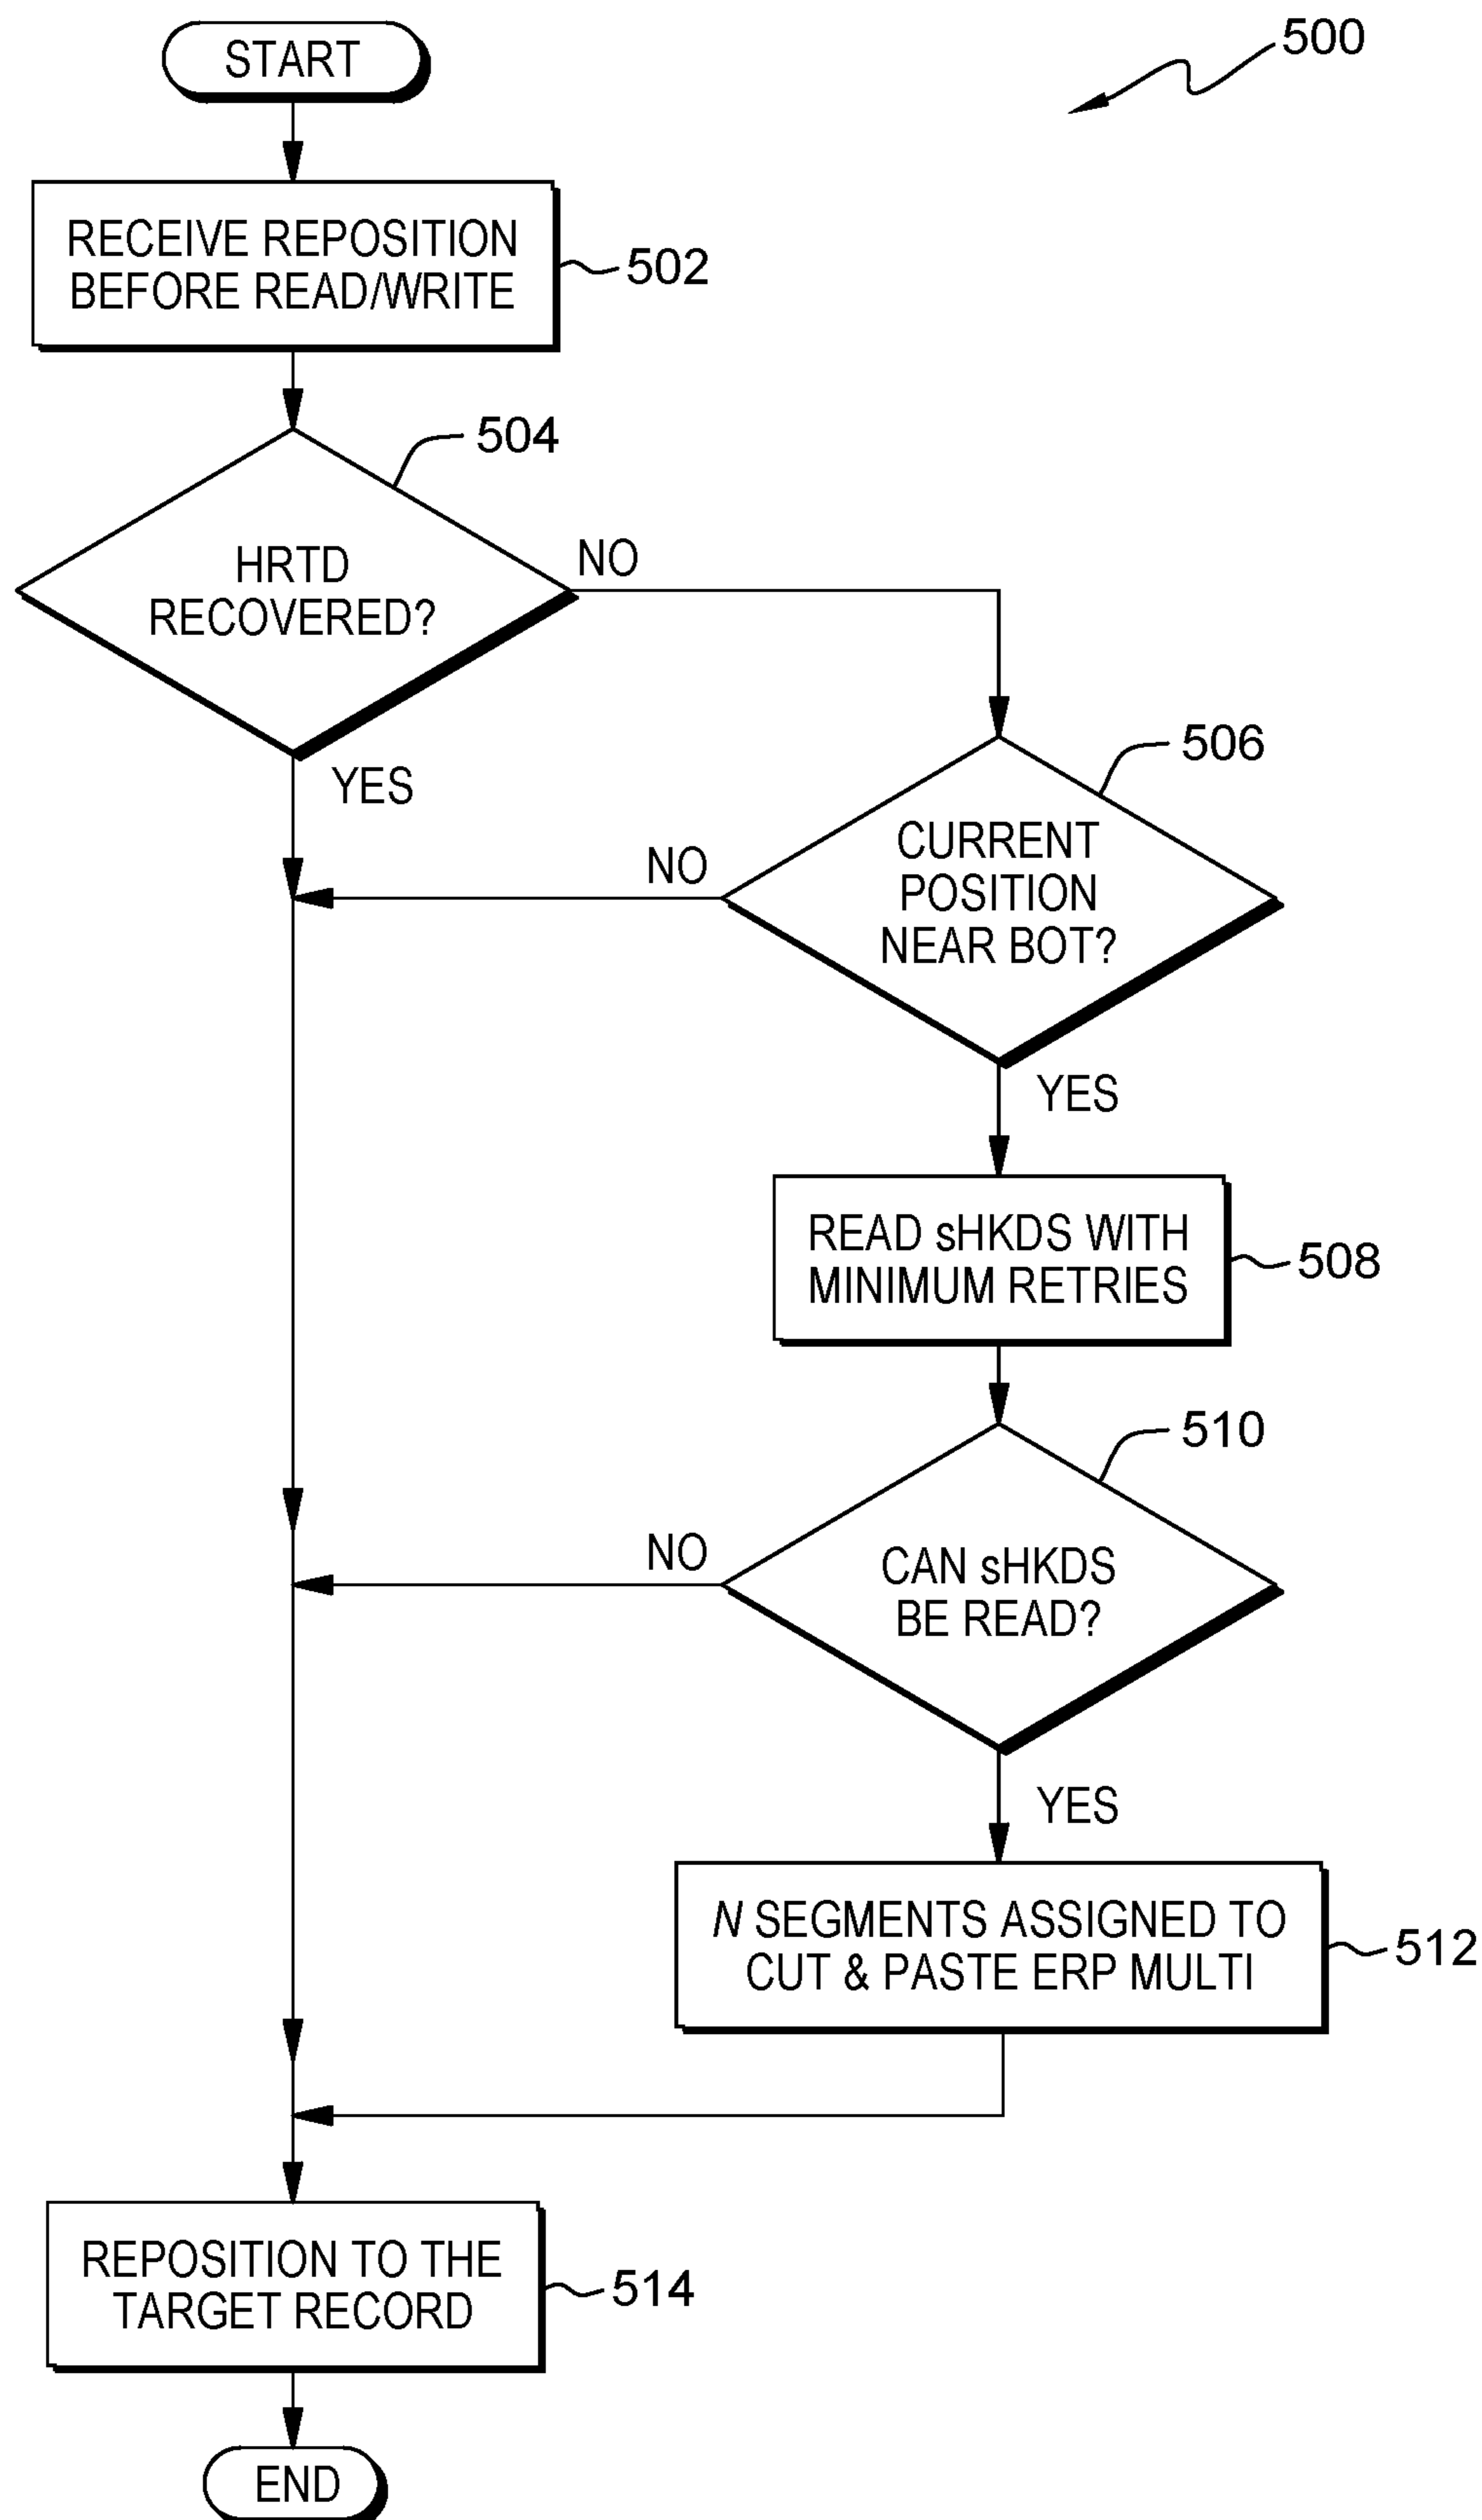 START
500
RECEIVE REPOSITION
BEFORE READ/WRITE
502
504
HRTD
RECOVERED?
NO
YES
506
CURRENT
POSITION
NEAR BOT?
NO
YES
READ sHKDS WITH
MINIMUM RETRIES
508
510
CAN sHKDS
BE READ?
NO
YES
N SEGMENTS ASSIGNED TO
CUT & PASTE ERP MULTI
512
REPOSITION TO THE
TARGET RECORD
514
END